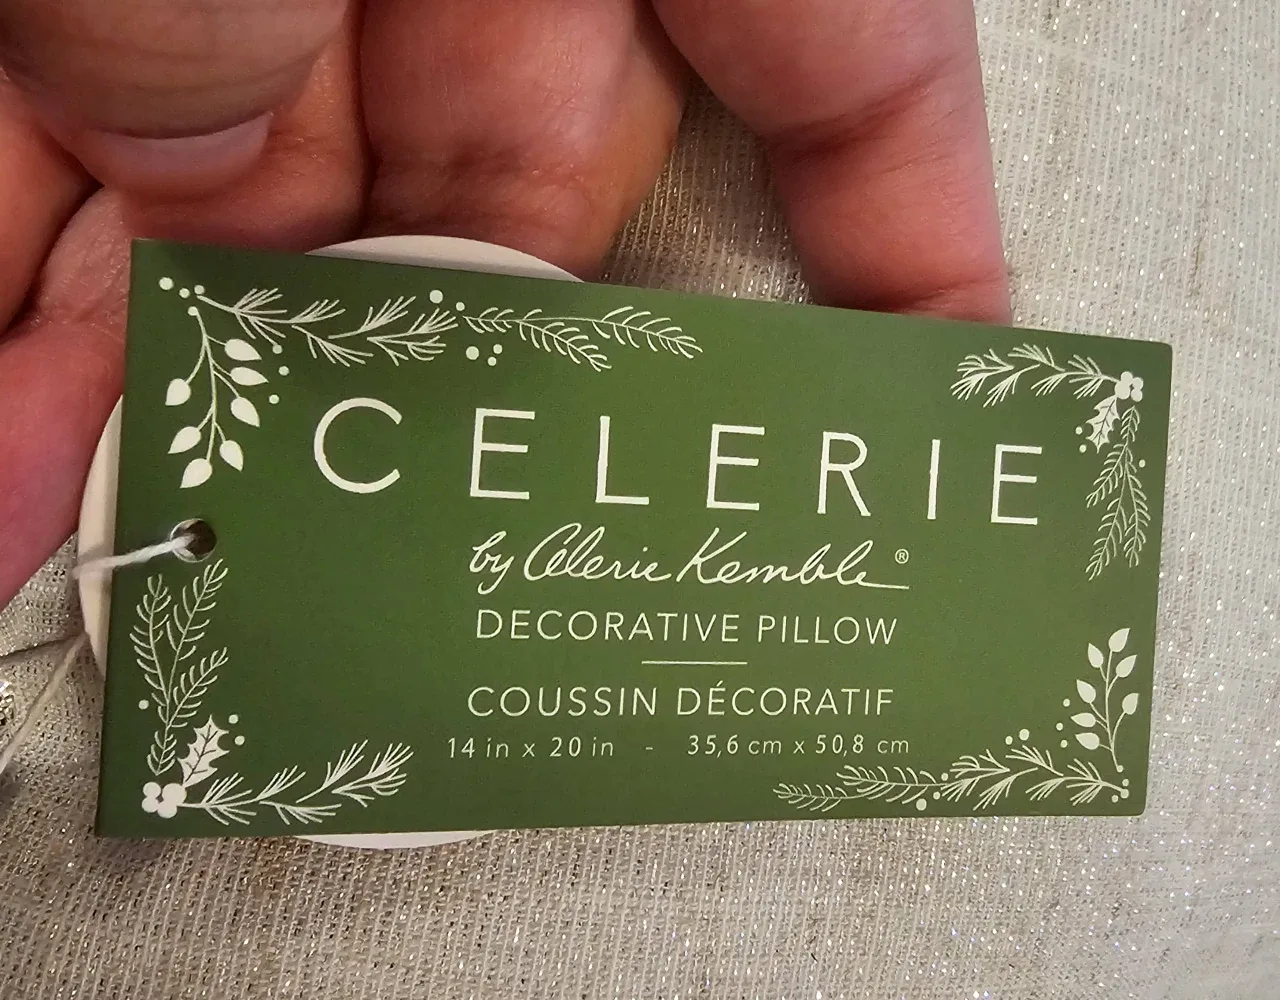 CELERIE
by Celerie Kemble®
DECORATIVE PILLOW
COUSSIN DÉCORATIF
14 in x 20 in - 35,6 cm x 50,8 cm